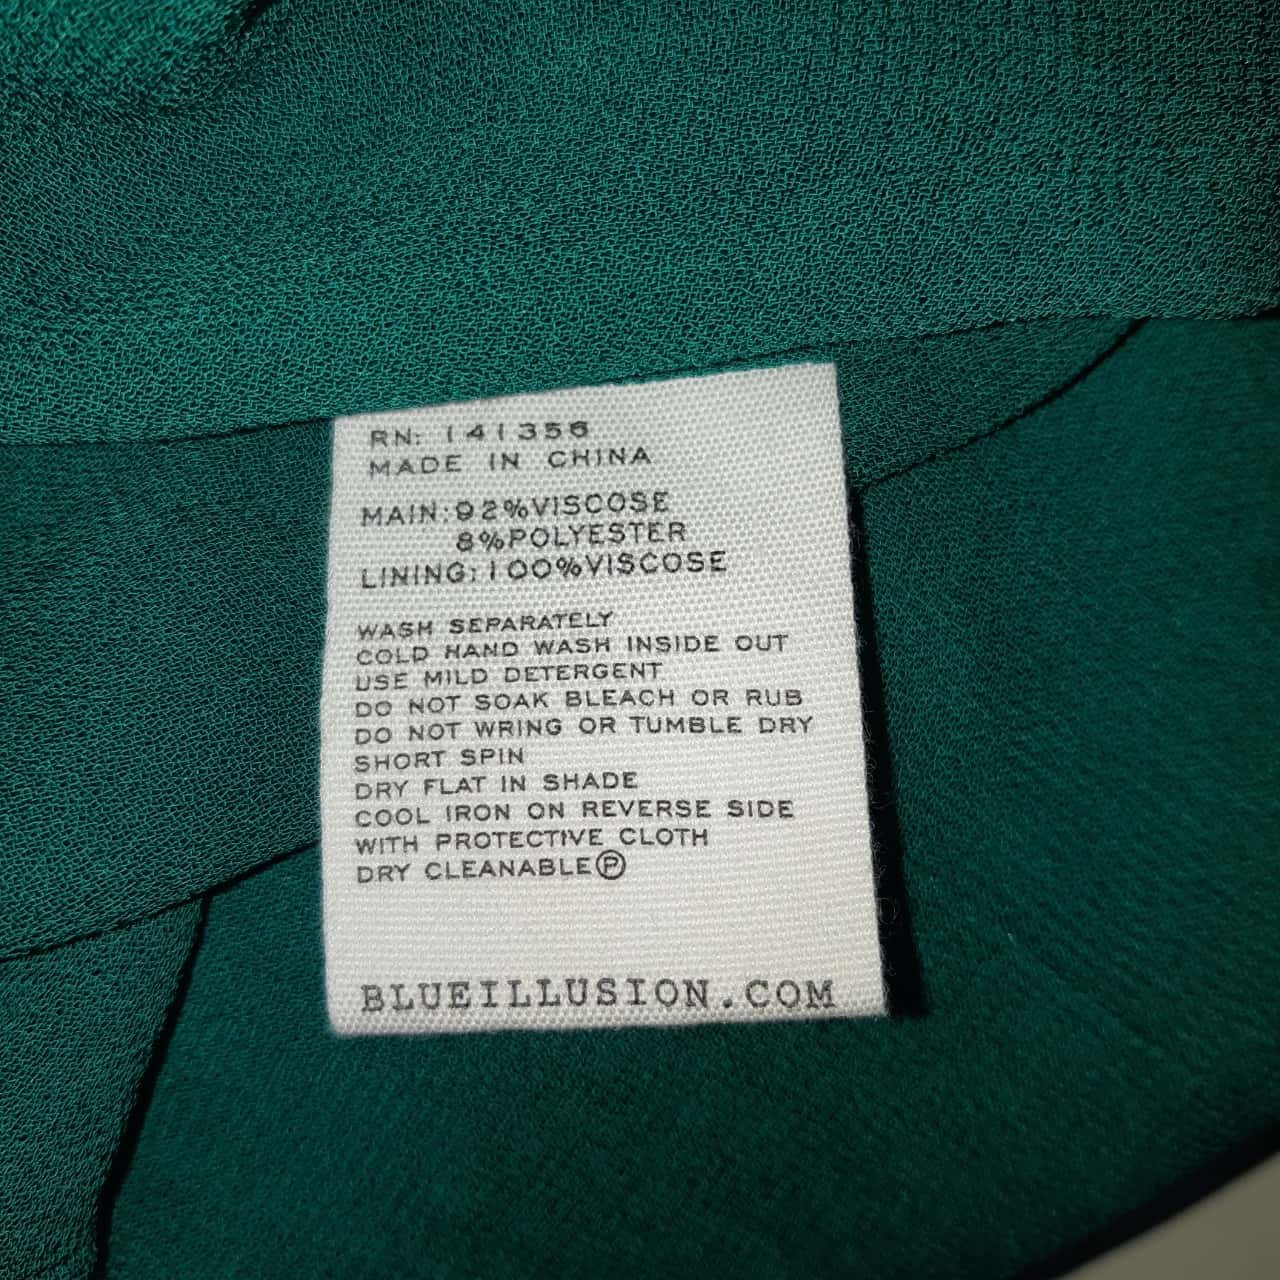 RN: 141356
MADE IN CHINA
MAIN:92%VISCOSE
8%POLYESTER
LINING:100%VISCOSE
WASH SEPARATELY
COLD HAND WASH INSIDE OUT
USE MILD DETERGENT
DO NOT SOAK BLEACH OR RUB
DO NOT WRING OR TUMBLE DRY
SHORT SPIN
DRY FLAT IN SHADE
COOL IRON ON REVERSE SIDE
WITH PROTECTIVE CLOTH
DRY CLEANABLEⓅ
BLUEILLUSION.COM